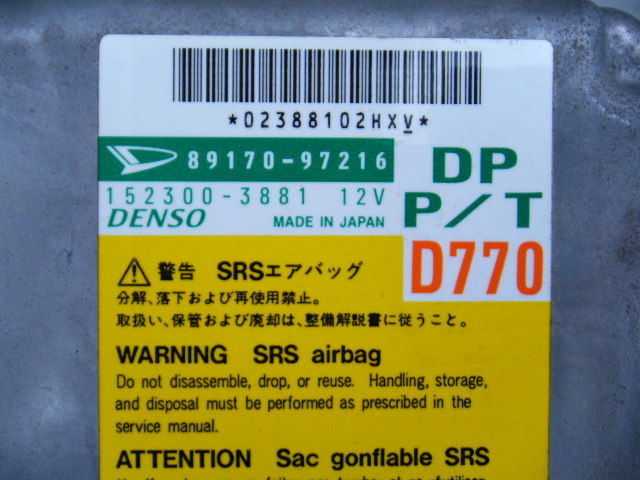 *02388102HXV*
89170-97216
152300-3881 12V
DENSO MADE IN JAPAN
DP
P/T
D770
警告 SRSエアバッグ
分解、落下および再使用禁止。
取扱い、保管および廃却は、整備解説書に従うこと。
WARNING SRS airbag
Do not disassemble, drop, or reuse. Handling, storage,
and disposal must be performed as prescribed in the
service manual.
ATTENTION Sac gonflable SRS